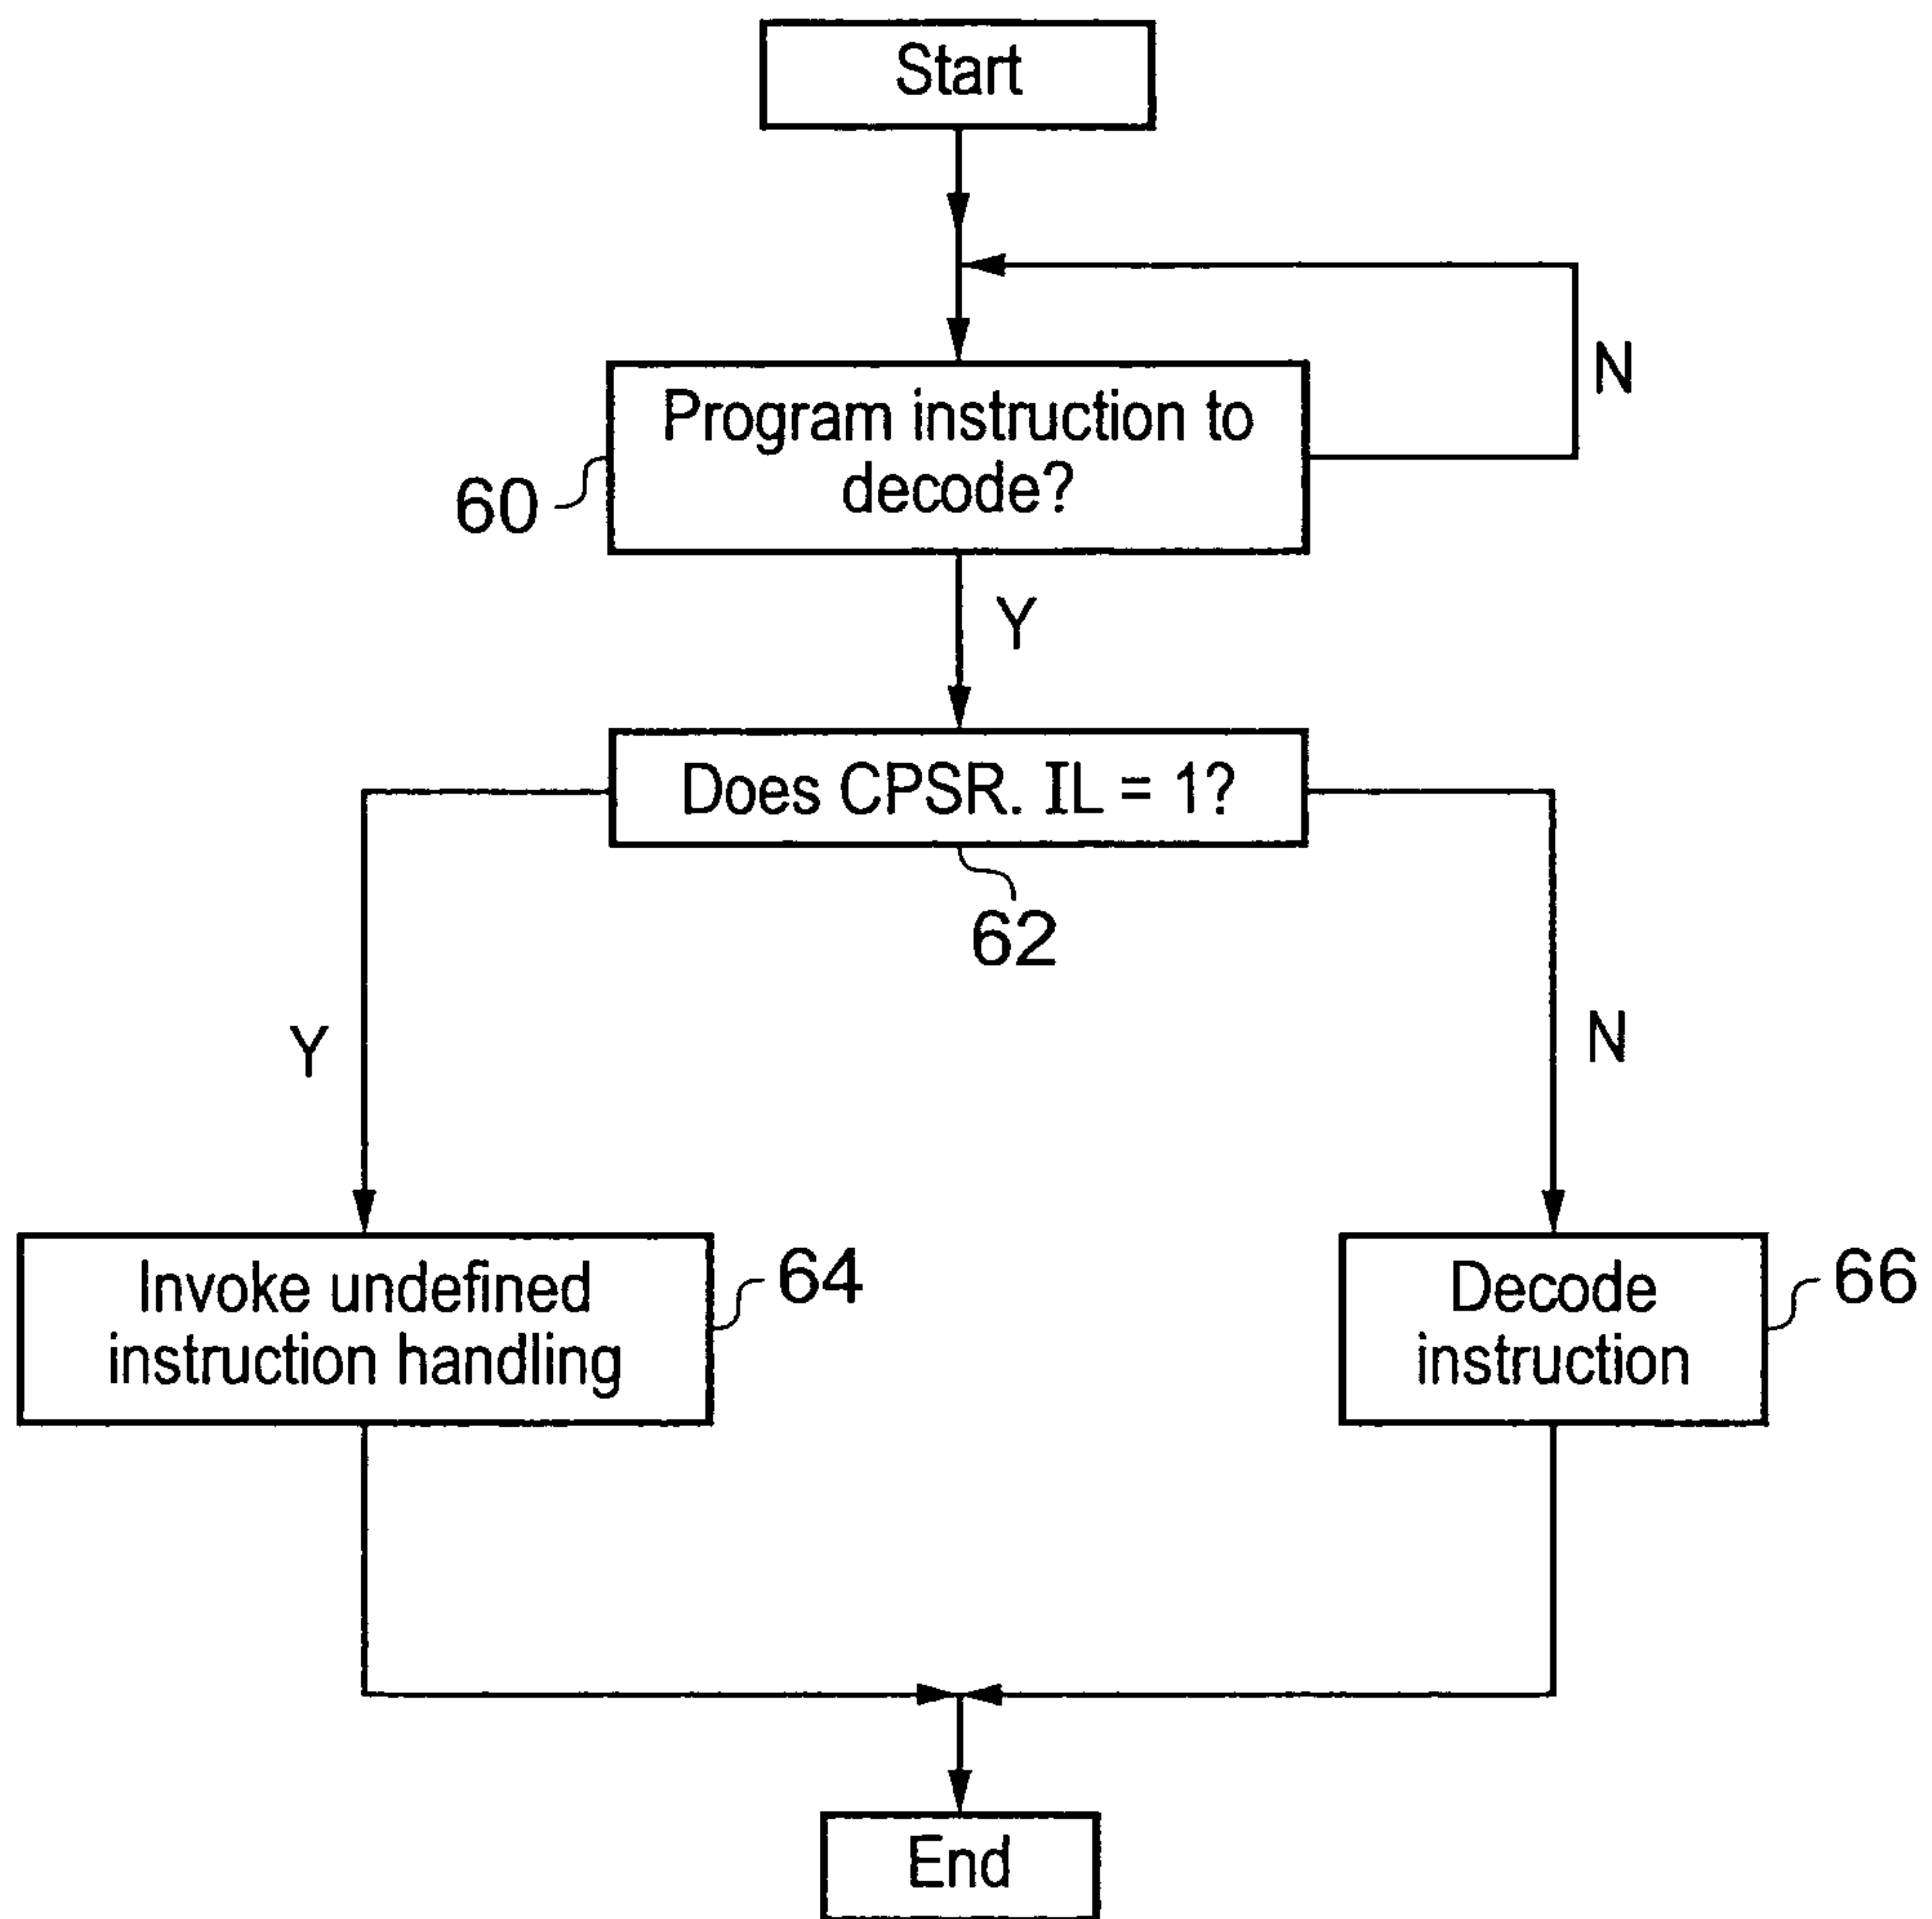 Start
Program instruction to
decode?
N
60
Y
Does CPSR. IL = 1?
62
Y
N
Invoke undefined
instruction handling
64
Decode
instruction
66
End